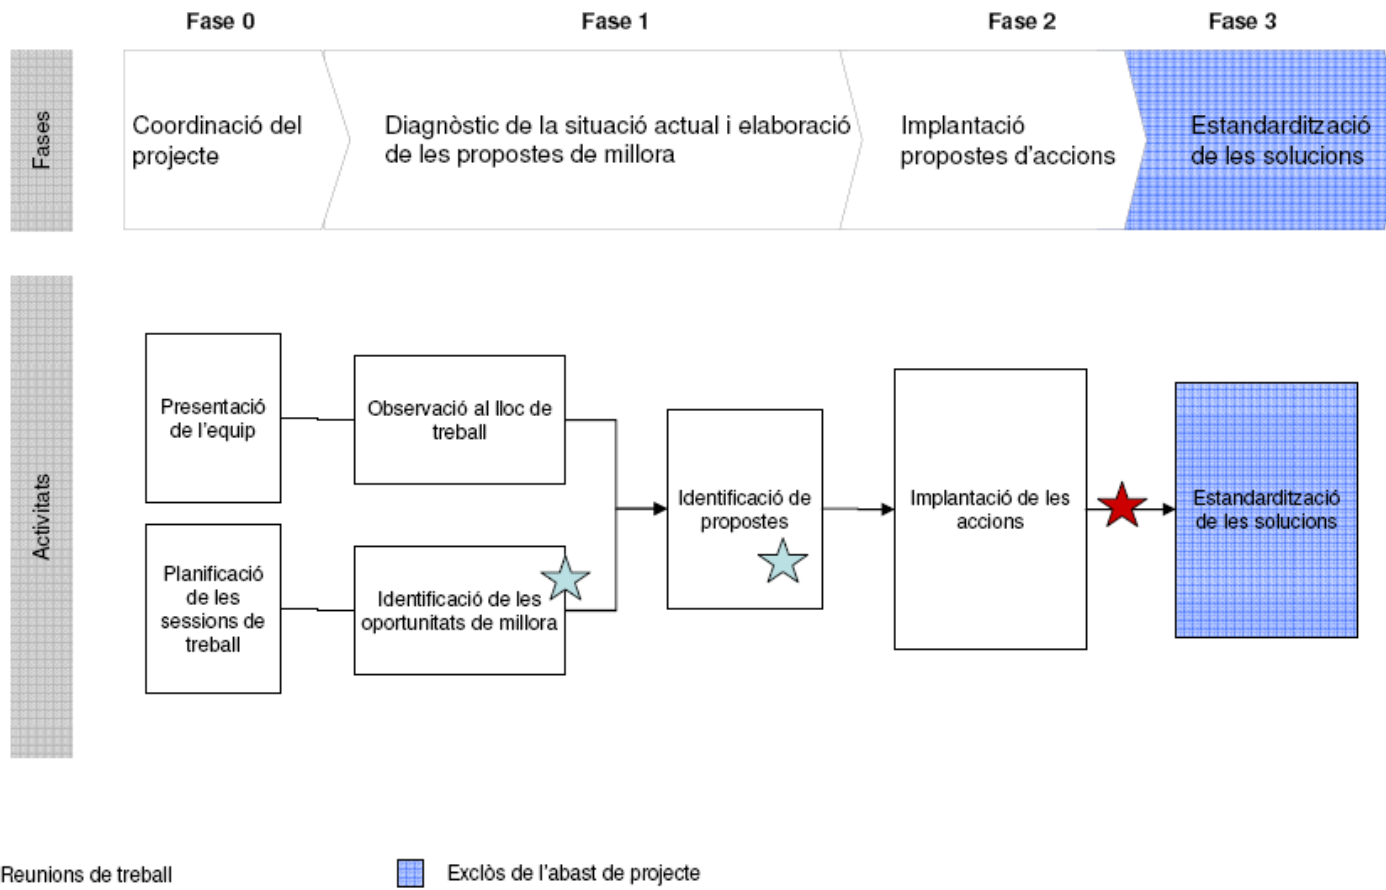 Fase 0
Fase 1
Fase 2
Fase 3
Fases
Coordinació del
projecte
Diagnòstic de la situació actual i elaboració
de les propostes de millora
Implantació
propostes d'accions
Estandardització
de les solucions
Activitats
Presentació
de l'equip
Planificació
de les
sessions de
treball
Observació al lloc de
treball
Identificació de les
oportunitats de millora
Identificació de
propostes
Implantació de les
accions
Estandardització
de les solucions
Reunions de treball
Exclòs de l'abast de projecte